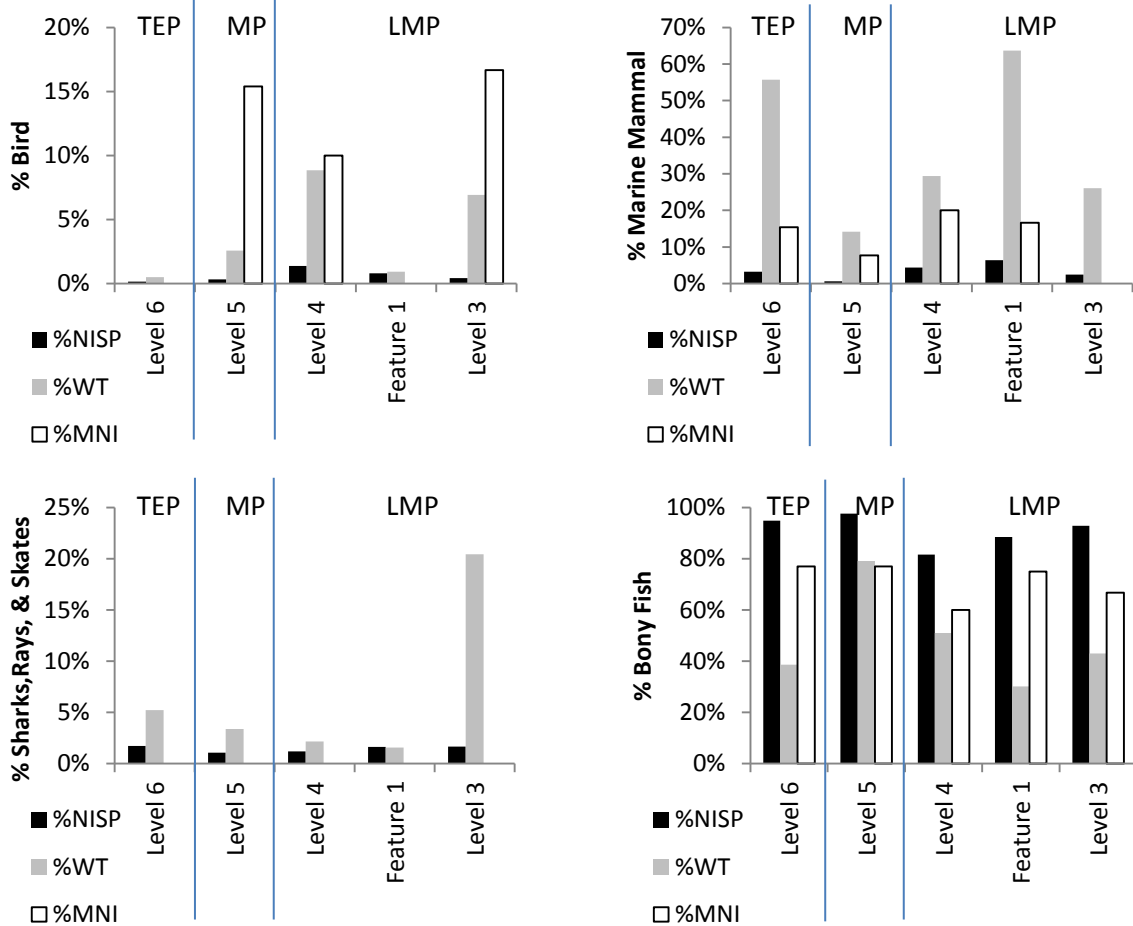 % Bird
20%
15%
10%
5%
0%
TEP
MP
LMP
Level 6
Level 5
Level 4
Feature 1
Level 3
%NISP
%WT
%MNI
% Marine Mammal
70%
60%
50%
40%
30%
20%
10%
0%
TEP
MP
LMP
Level 6
Level 5
Level 4
Feature 1
Level 3
%NISP
%WT
%MNI
% Sharks,Rays, & Skates
25%
20%
15%
10%
5%
0%
TEP
MP
LMP
Level 6
Level 5
Level 4
Feature 1
Level 3
%NISP
%WT
%MNI
% Bony Fish
100%
80%
60%
40%
20%
0%
TEP
MP
LMP
Level 6
Level 5
Level 4
Feature 1
Level 3
%NISP
%WT
%MNI